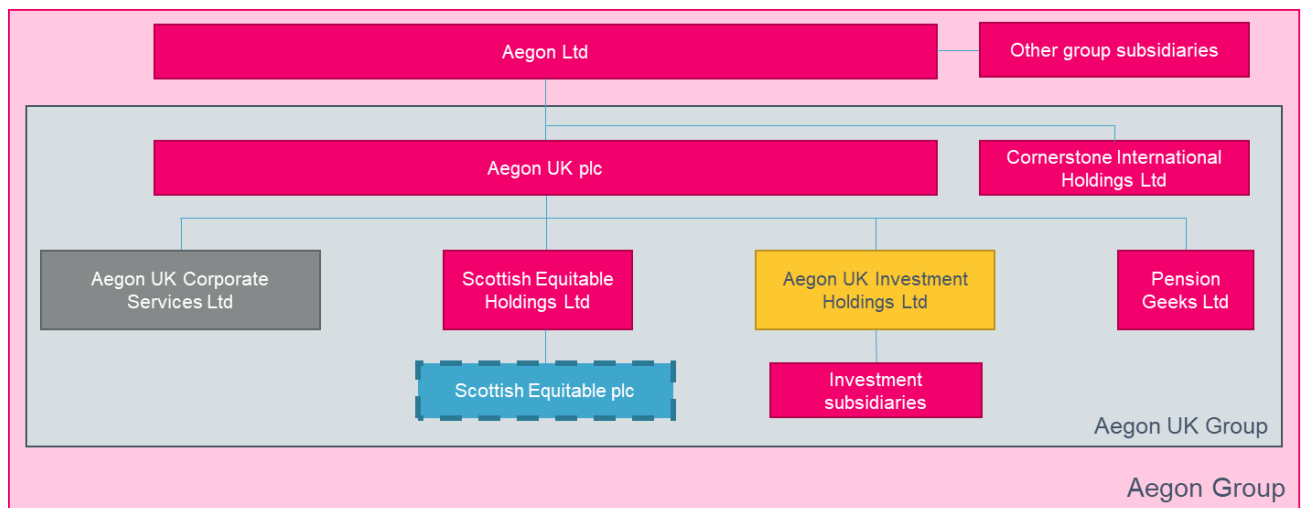 Aegon Ltd
Other group subsidiaries
Aegon UK plc
Cornerstone International
Holdings Ltd
Aegon UK Corporate
Services Ltd
Scottish Equitable
Holdings Ltd
Aegon UK Investment
Holdings Ltd
Pension
Geeks Ltd
Scottish Equitable plc
Investment
subsidiaries
Aegon UK Group
Aegon Group